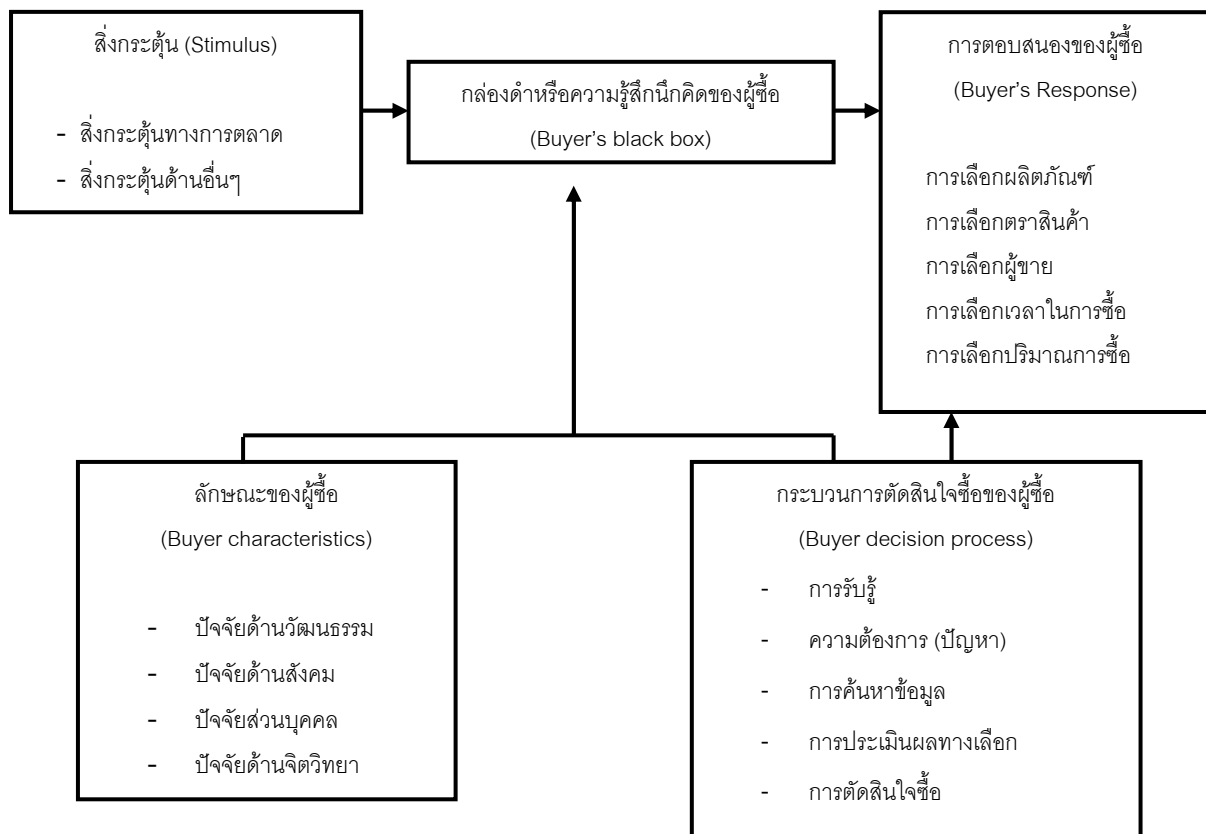 สิ่งกระตุ้น (Stimulus)
- สิ่งกระตุ้นทางการตลาด
- สิ่งกระตุ้นด้านอื่นๆ
กล่องดำหรือความรู้สึกนึกคิดของผู้ซื้อ
(Buyer's black box)
การตอบสนองของผู้ซื้อ
(Buyer's Response)
การเลือกผลิตภัณฑ์
การเลือกตราสินค้า
การเลือกผู้ขาย
การเลือกเวลาในการซื้อ
การเลือกปริมาณการซื้อ
ลักษณะของผู้ซื้อ
(Buyer characteristics)
- ปัจจัยด้านวัฒนธรรม
- ปัจจัยด้านสังคม
- ปัจจัยส่วนบุคคล
- ปัจจัยด้านจิตวิทยา
กระบวนการตัดสินใจซื้อของผู้ซื้อ
(Buyer decision process)
- การรับรู้
- ความต้องการ (ปัญหา)
- การค้นหาข้อมูล
- การประเมินผลทางเลือก
- การตัดสินใจซื้อ